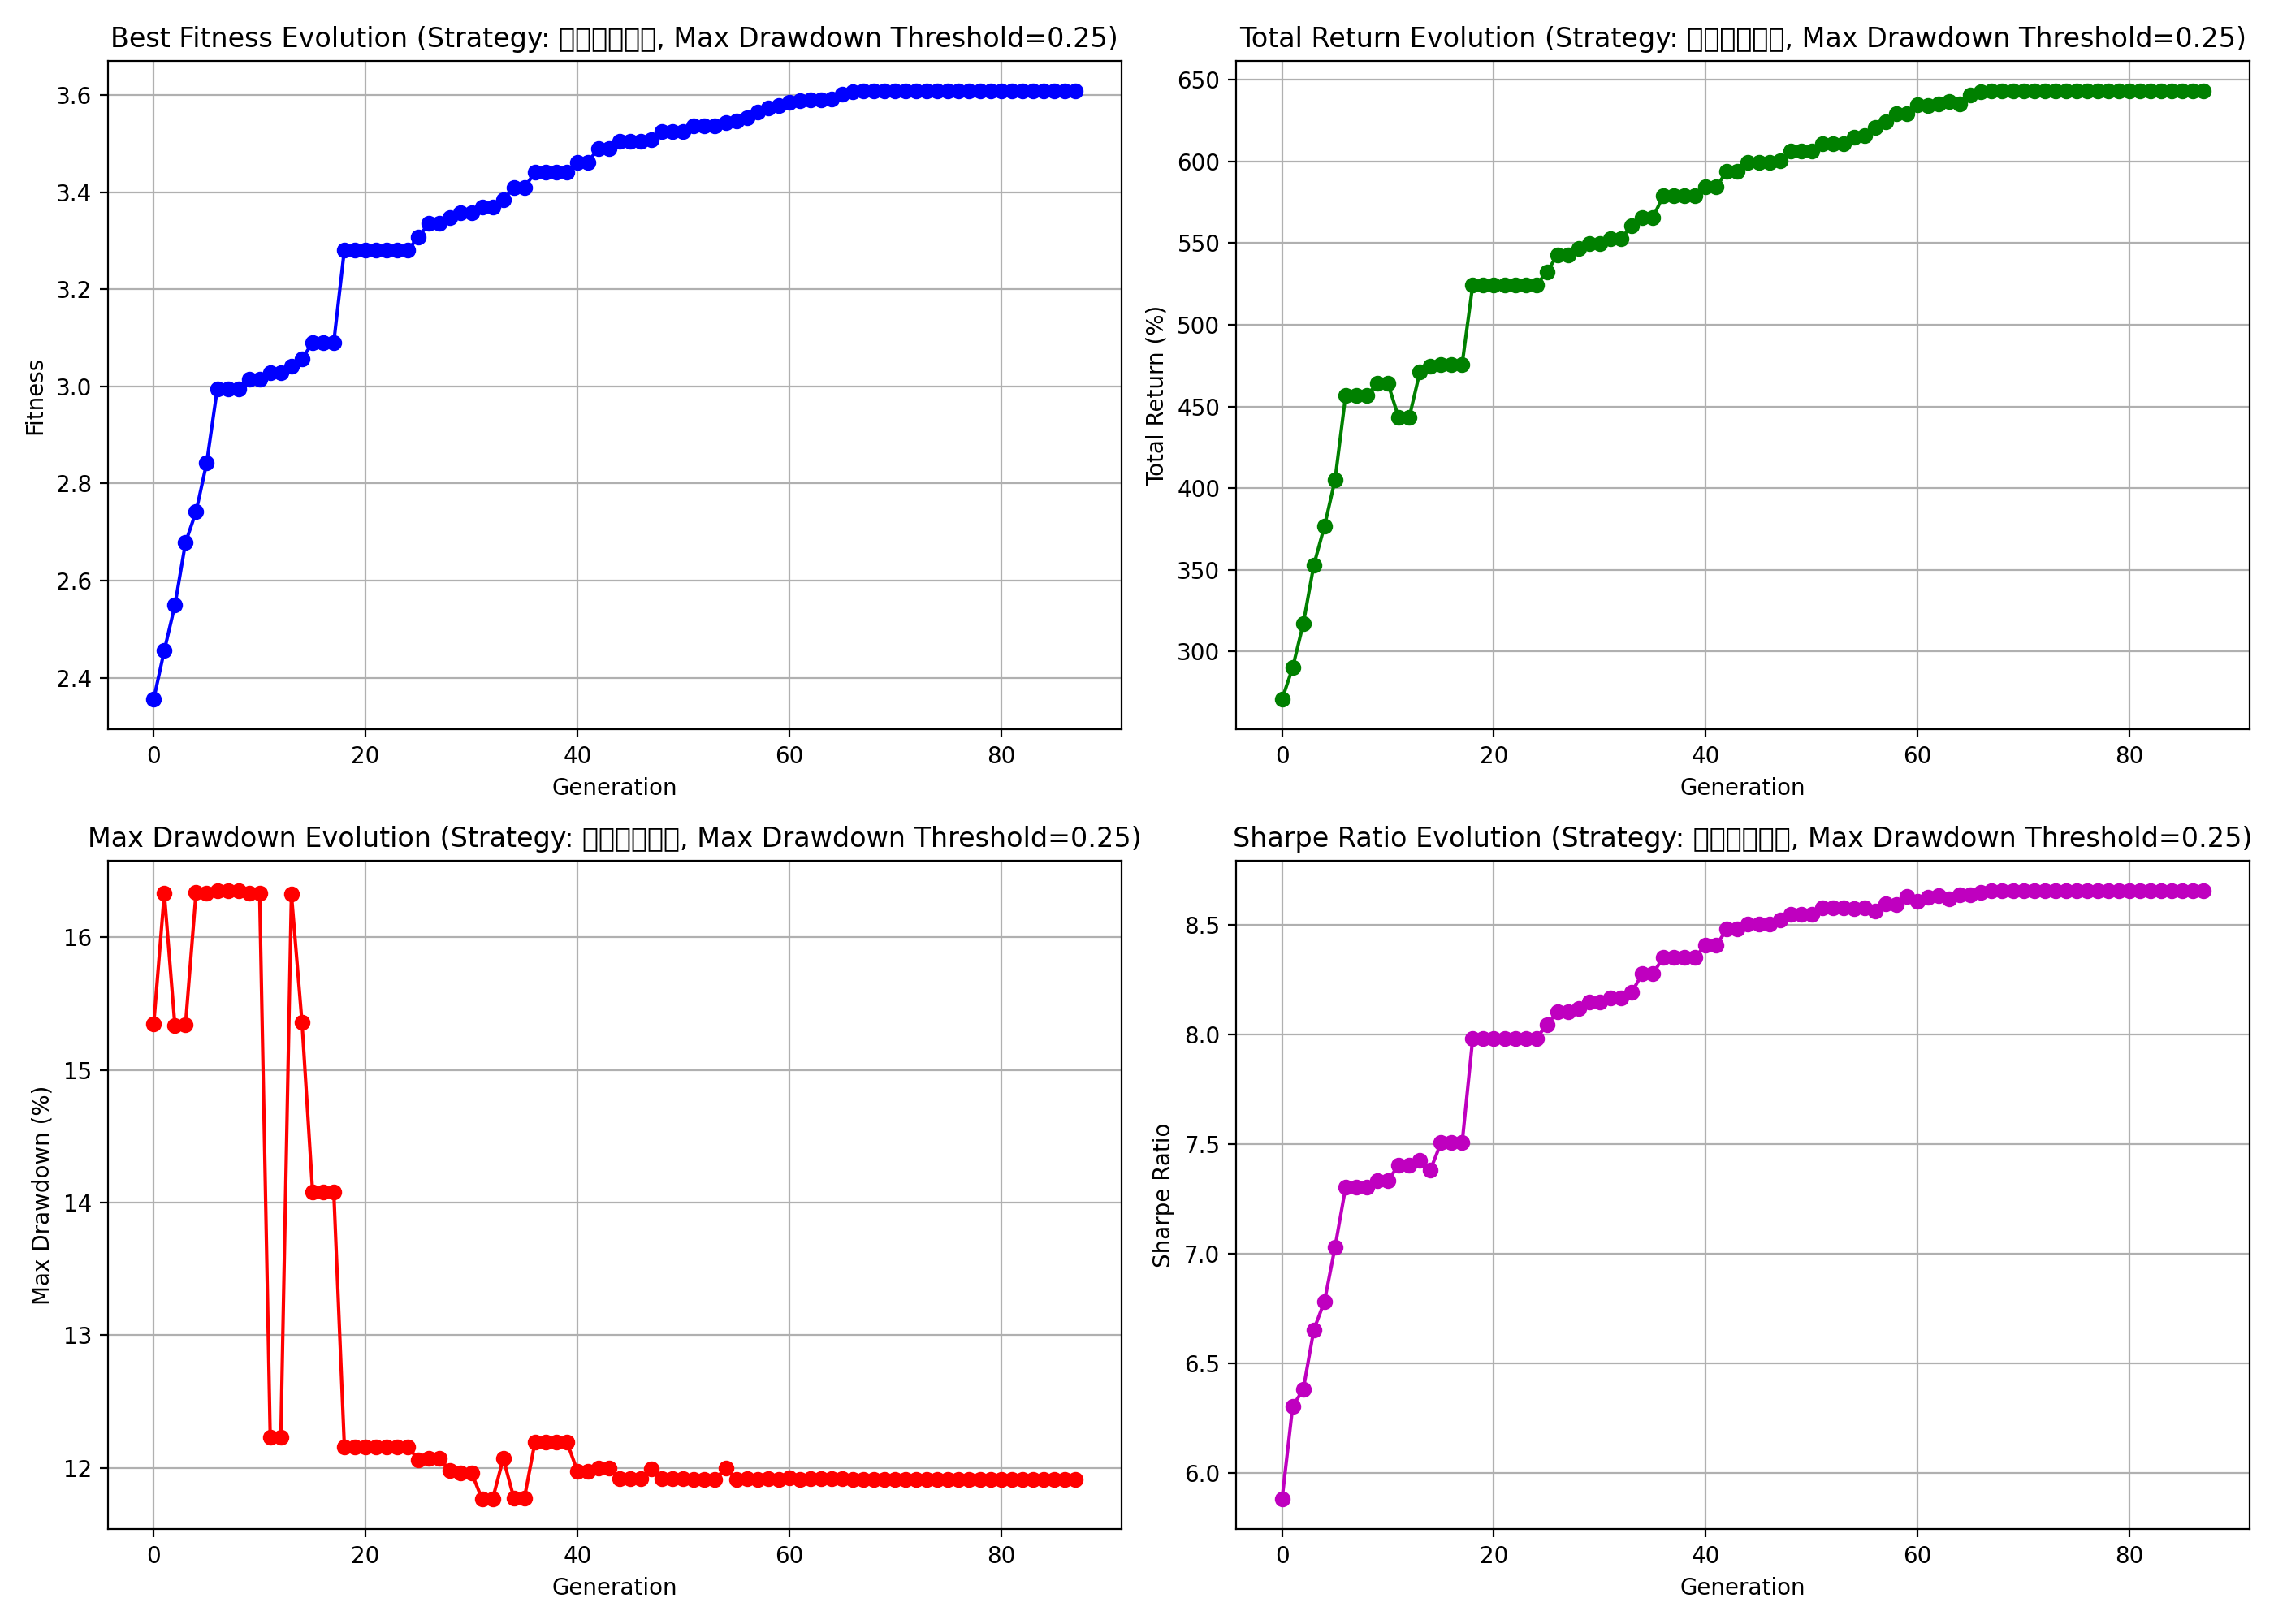 Best Fitness Evolution (Strategy: □□□□□□, Max Drawdown Threshold=0.25)
3.6
3.4
3.2
3.0
2.8
2.6
2.4
Fitness
0 20 40 60 80
Generation
Total Return Evolution (Strategy: □□□□□□, Max Drawdown Threshold=0.25)
650
600
550
500
450
400
350
300
Total Return (%)
0 20 40 60 80
Generation
Max Drawdown Evolution (Strategy: □□□□□□, Max Drawdown Threshold=0.25)
16
15
14
13
12
Max Drawdown (%)
0 20 40 60 80
Generation
Sharpe Ratio Evolution (Strategy: □□□□□□, Max Drawdown Threshold=0.25)
8.5
8.0
7.5
7.0
6.5
6.0
Sharpe Ratio
0 20 40 60 80
Generation